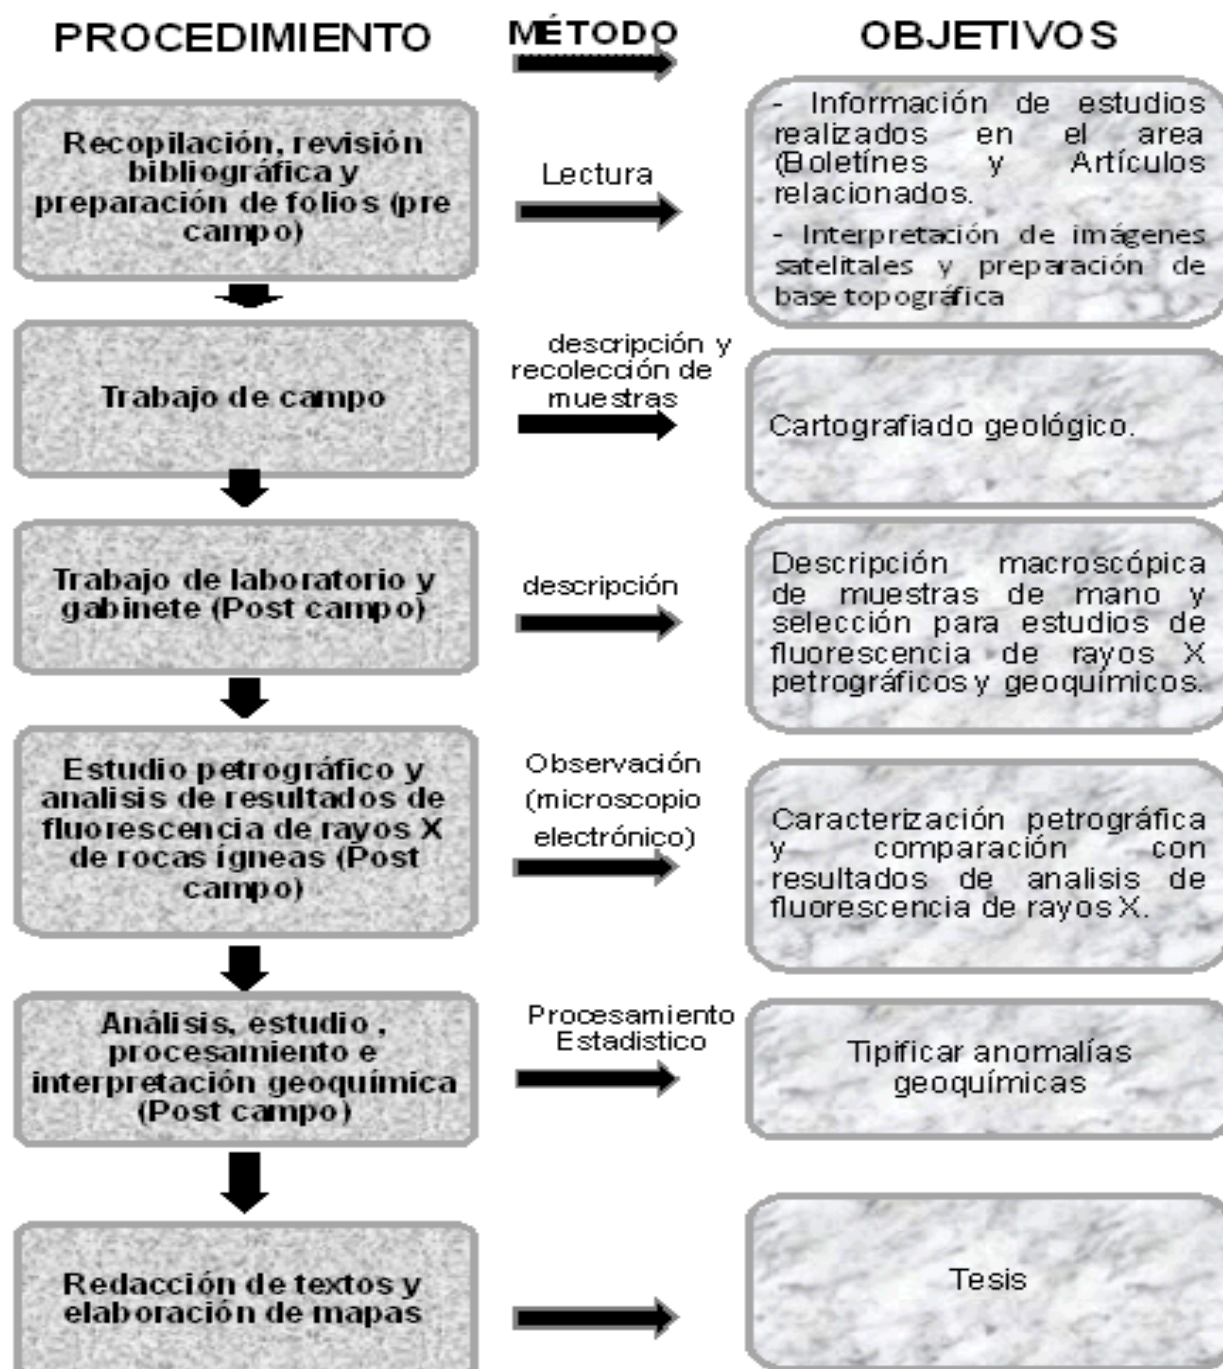 PROCEDIMIENTO
MÉTODO
OBJETIVOS
Recopilación, revisión
bibliográfica y
preparación de folios (pre
campo)
Lectura
- Información de estudios
realizados en el area
(Boletínes y Artículos
relacionados.
- Interpretación de imágenes
satelitales y preparación de
base topográfica
Trabajo de campo
descripción y
recolección de
muestras
Cartografiado geológico.
Trabajo de laboratorio y
gabinete (Post campo)
descripción
Descripción macroscópica
de muestras de mano y
selección para estudios de
fluorescencia de rayos X
petrográficos y geoquímicos.
Estudio petrográfico y
analisis de resultados de
fluorescencia de rayos X
de rocas ígneas (Post
campo)
Observación
(microscopio
electrónico)
Caracterización petrográfica
y comparación con
resultados de analisis de
fluorescencia de rayos X.
Análisis, estudio ,
procesamiento e
interpretación geoquímica
(Post campo)
Procesamiento
Estadistico
Tipificar anomalías
geoquímicas
Redacción de textos y
elaboración de mapas
Tesis